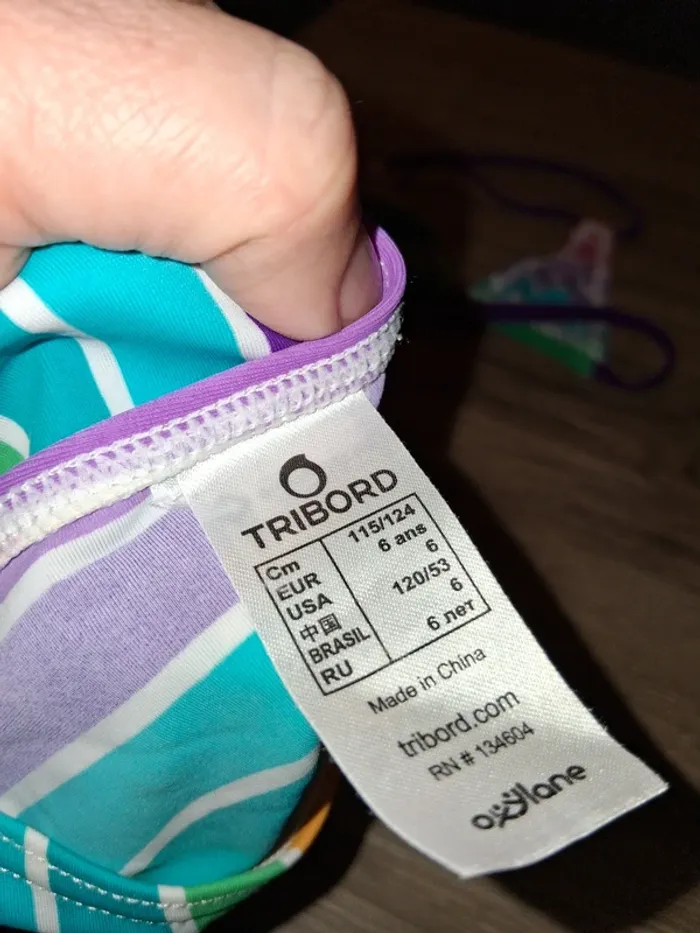 TRIBORD
Cm 115/124
EUR 6 ans
USA 6
中国 120/53
BRASIL 6
RU 6 лет
Made in China
tribord.com
RN # 134604
oxylane